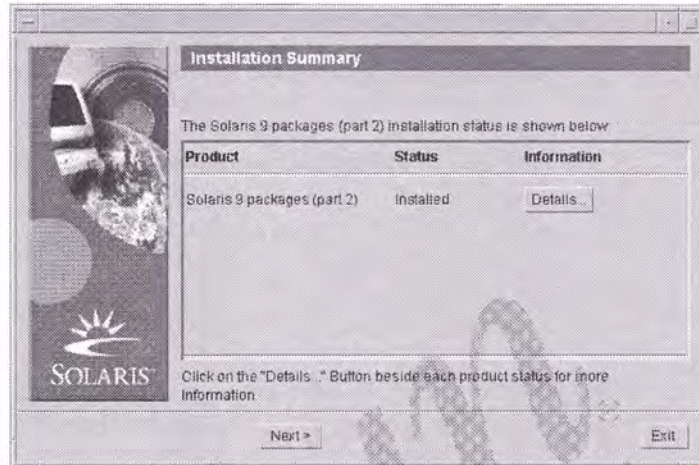 Installation Summary
The Solaris 9 packages (part 2) installation status is shown below
Product Status Information
Solaris 9 packages (part 2) Installed Details...
SOLARIS
Click on the "Details..." Button beside each product status for more
Information
Next > Exit